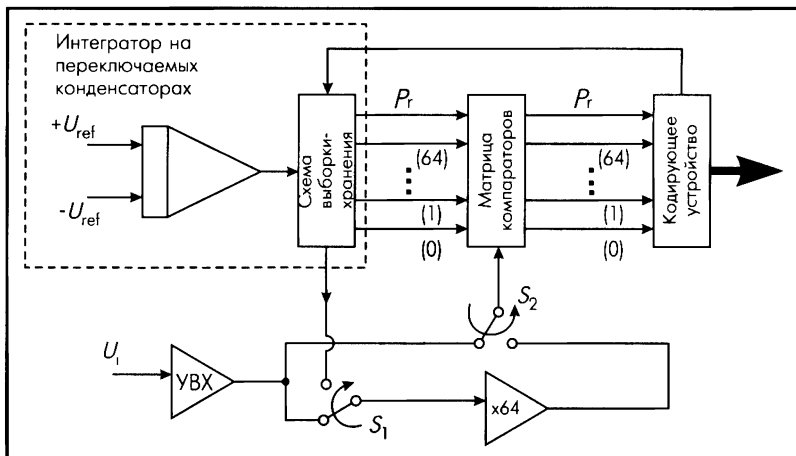 Интегратор на
переключаемых
конденсаторах
+U_ref
-U_ref
Схема
выборки-
хранения
P_r
(64)
(1)
(0)
Матрица
компараторов
P_r
(64)
(1)
(0)
Кодирующее
устройство
S_2
U_I
УВХ
S_1
x64